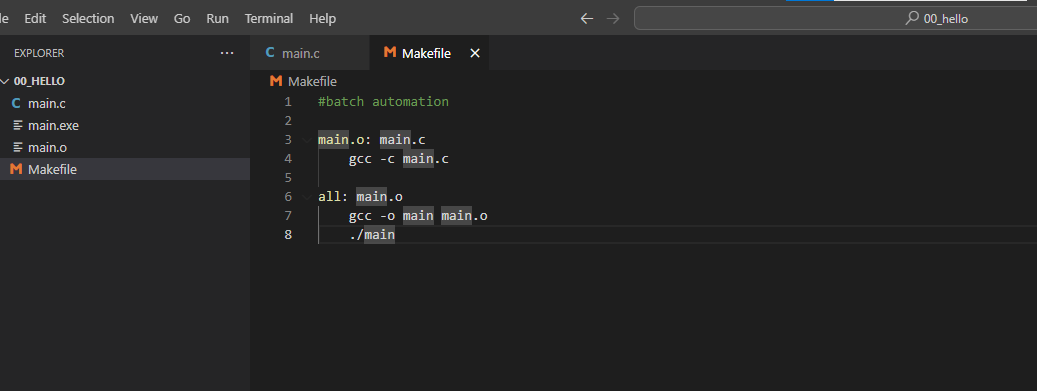 le Edit Selection View Go Run Terminal Help 00_hello
EXPLORER ...
C main.c
M Makefile
00_HELLO
C main.c
main.exe
main.o
M Makefile
M Makefile
1 #batch automation
2
3 main.o: main.c
4 gcc -c main.c
5
6 all: main.o
7 gcc -o main main.o
8 ./main